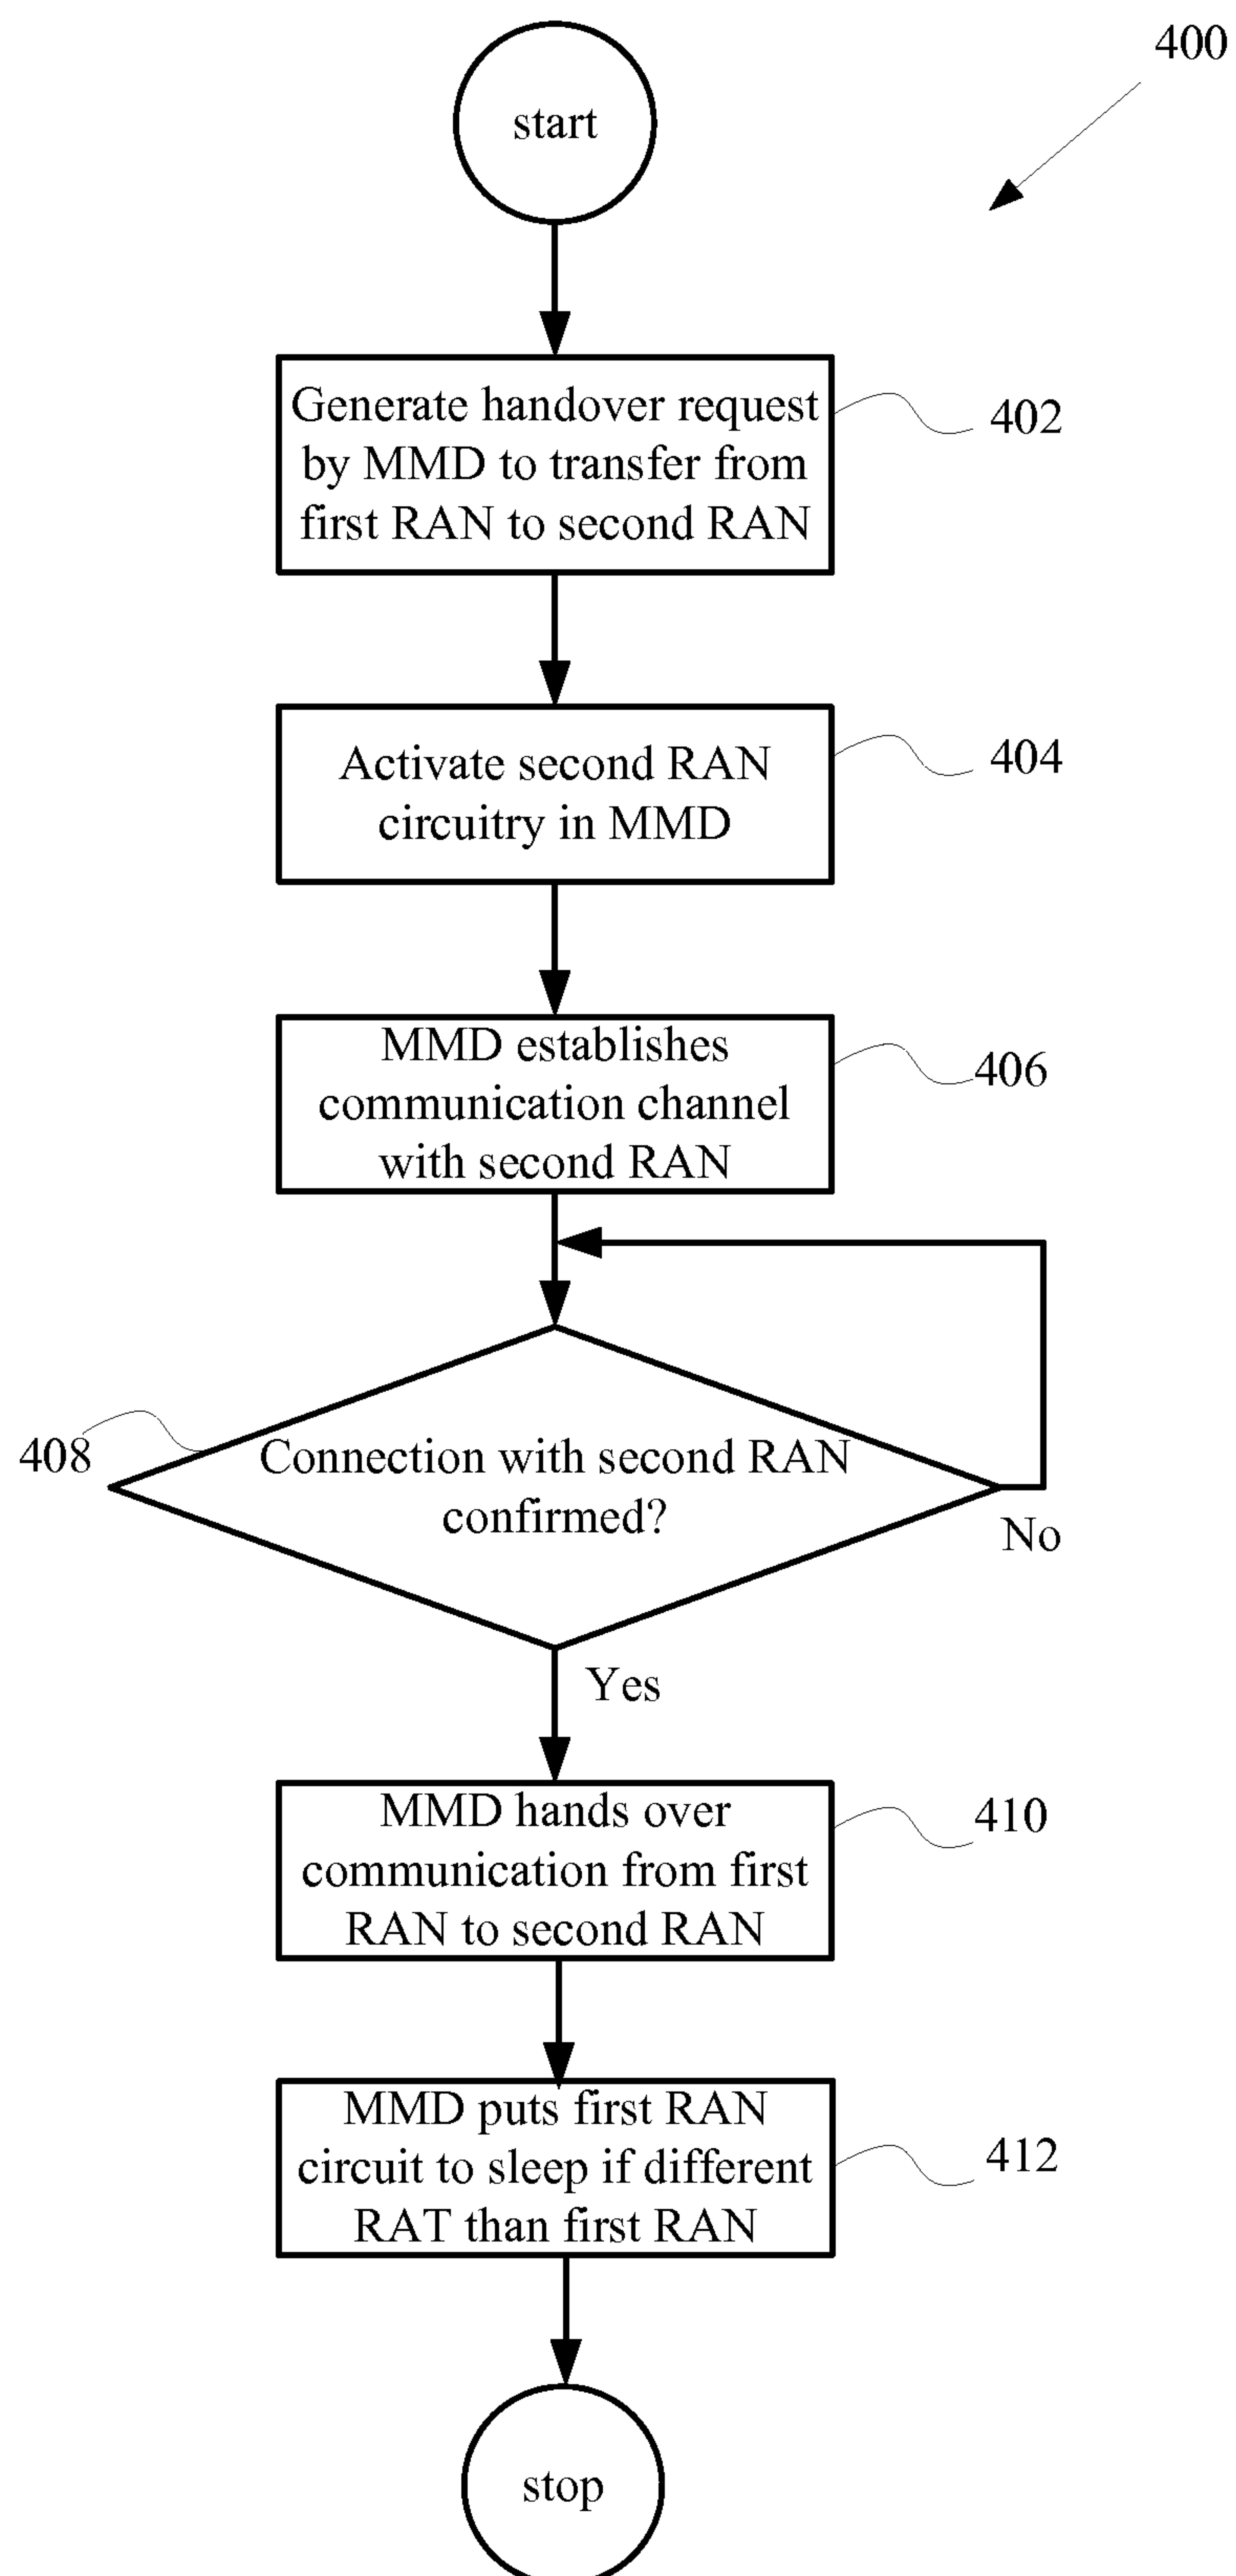 400
start
Generate handover request
by MMD to transfer from
first RAN to second RAN
402
Activate second RAN
circuitry in MMD
404
MMD establishes
communication channel
with second RAN
406
408
Connection with second RAN
confirmed?
No
Yes
MMD hands over
communication from first
RAN to second RAN
410
MMD puts first RAN
circuit to sleep if different
RAT than first RAN
412
stop